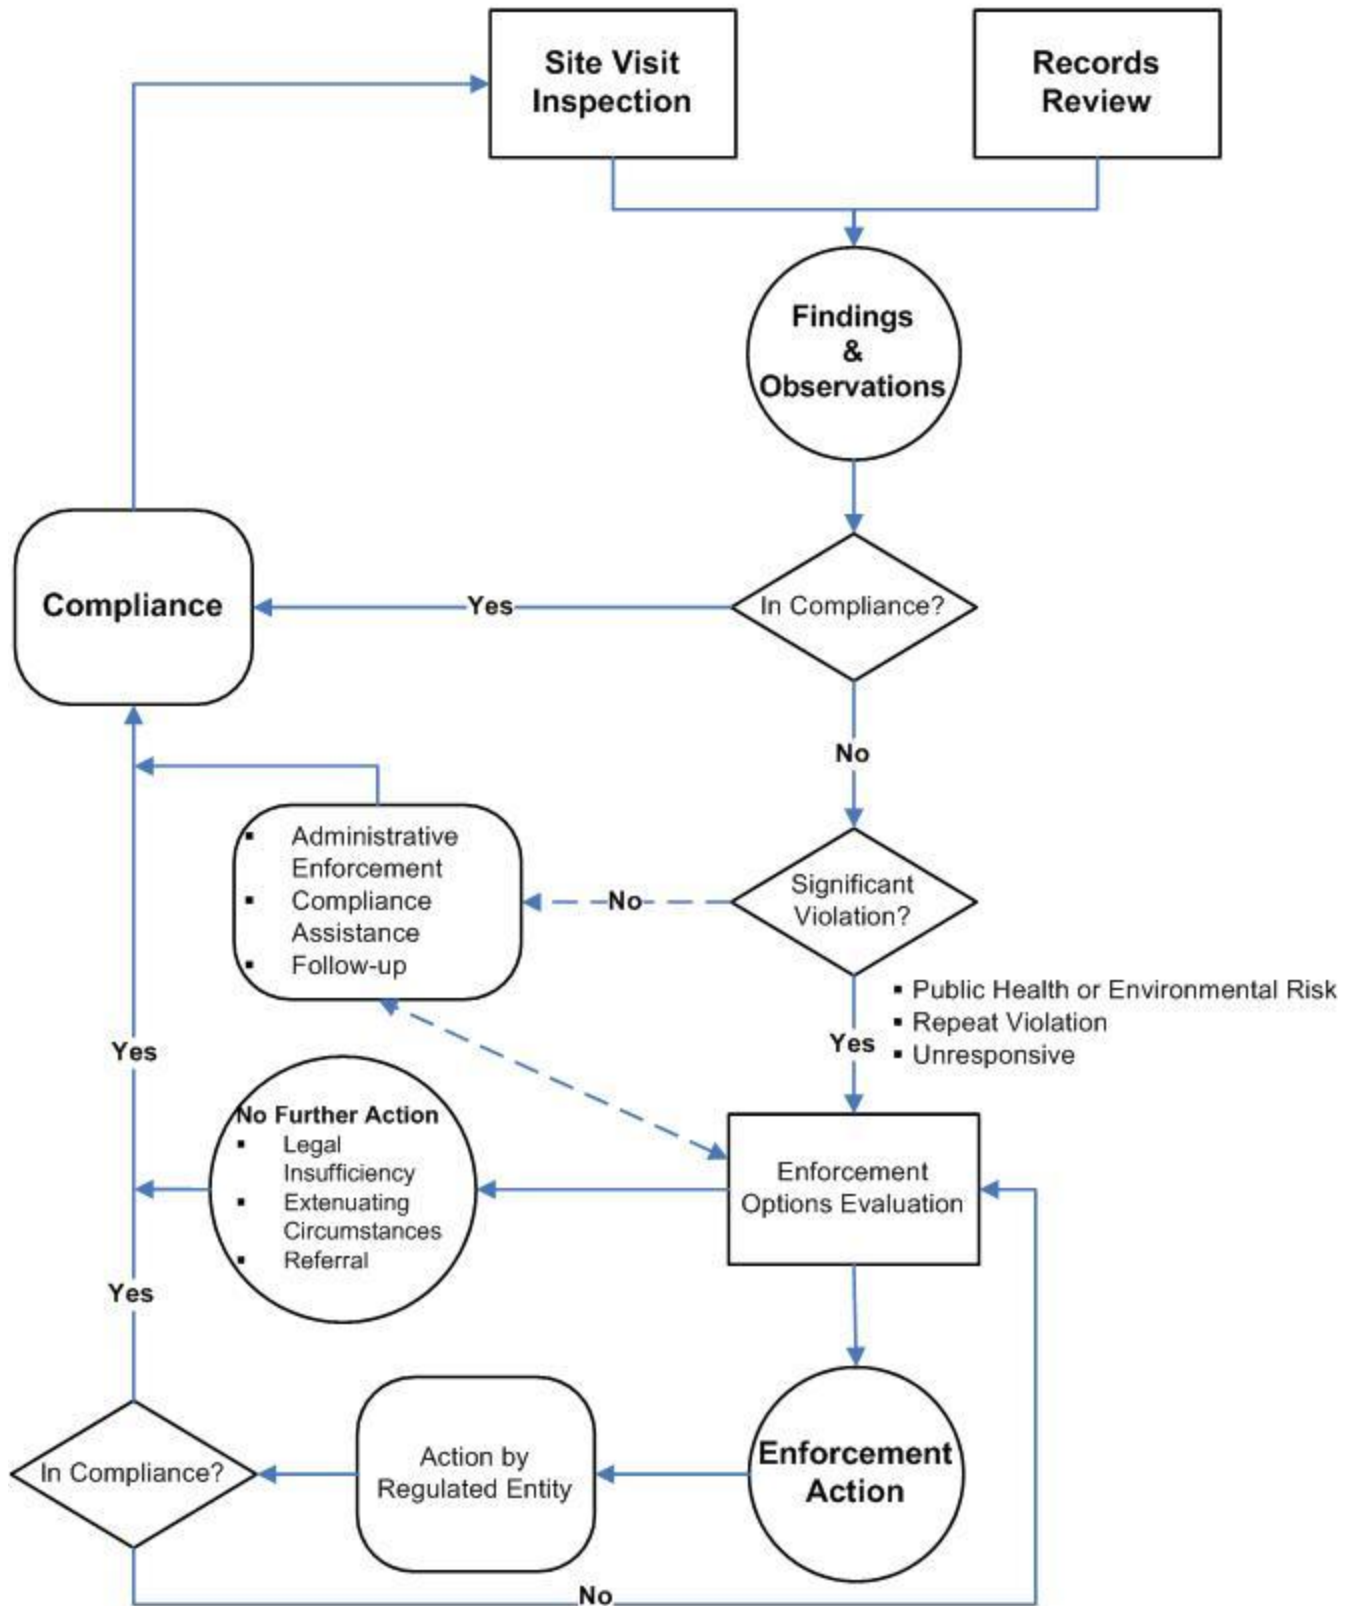 Site Visit
Inspection
Records
Review
Findings
&
Observations
Compliance
Yes
In Compliance?
No
▪ Administrative
Enforcement
▪ Compliance
Assistance
▪ Follow-up
No
Significant
Violation?
▪ Public Health or Environmental Risk
▪ Repeat Violation
▪ Unresponsive
Yes
Yes
No Further Action
▪ Legal
Insufficiency
▪ Extenuating
Circumstances
▪ Referral
Enforcement
Options Evaluation
Yes
In Compliance?
Action by
Regulated Entity
Enforcement
Action
No